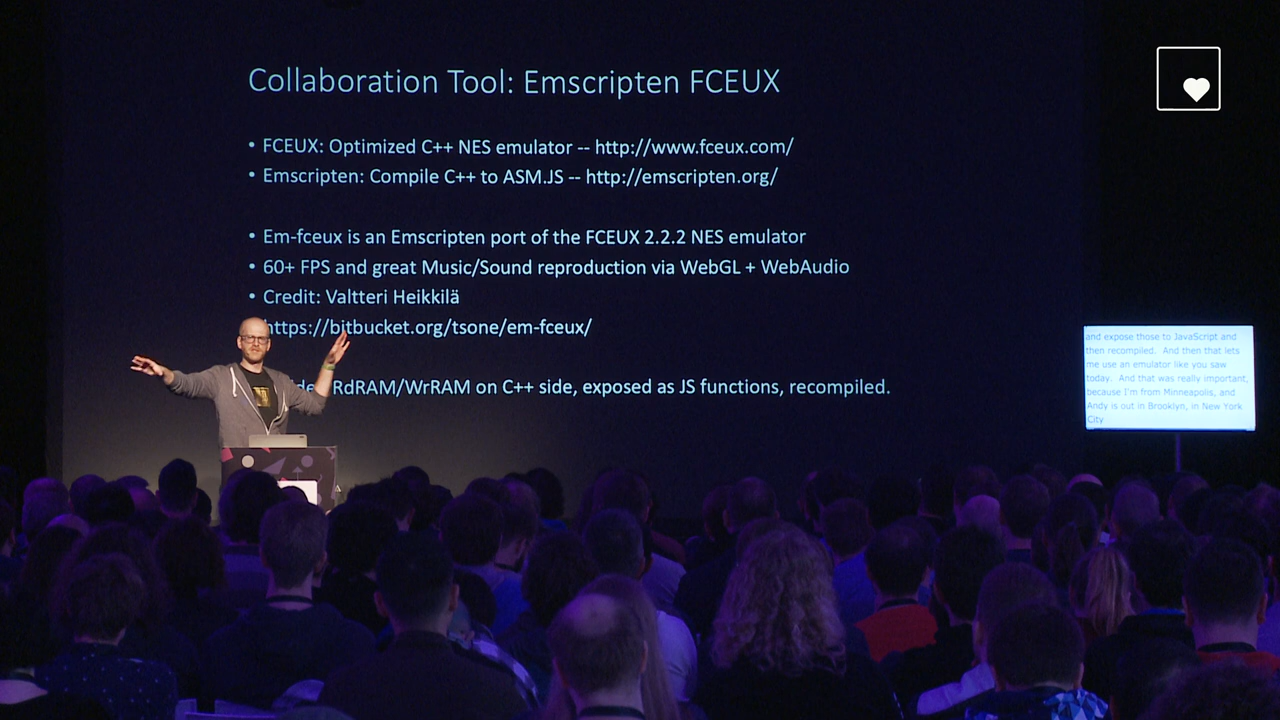 Collaboration Tool: Emscripten FCEUX
• FCEUX: Optimized C++ NES emulator -- http://www.fceux.com/
• Emscripten: Compile C++ to ASM.JS -- http://emscripten.org/
• Em-fceux is an Emscripten port of the FCEUX 2.2.2 NES emulator
• 60+ FPS and great Music/Sound reproduction via WebGL + WebAudio
• Credit: Valtteri Heikkilä
https://bitbucket.org/tsone/em-fceux/
RdRAM/WrRAM on C++ side, exposed as JS functions, recompiled.
and expose those to JavaScript and
then recompiled. And then that lets
me use an emulator like you saw
today. And that was really important,
because I'm from Minneapolis, and
Andy is out in Brooklyn, in New York
City